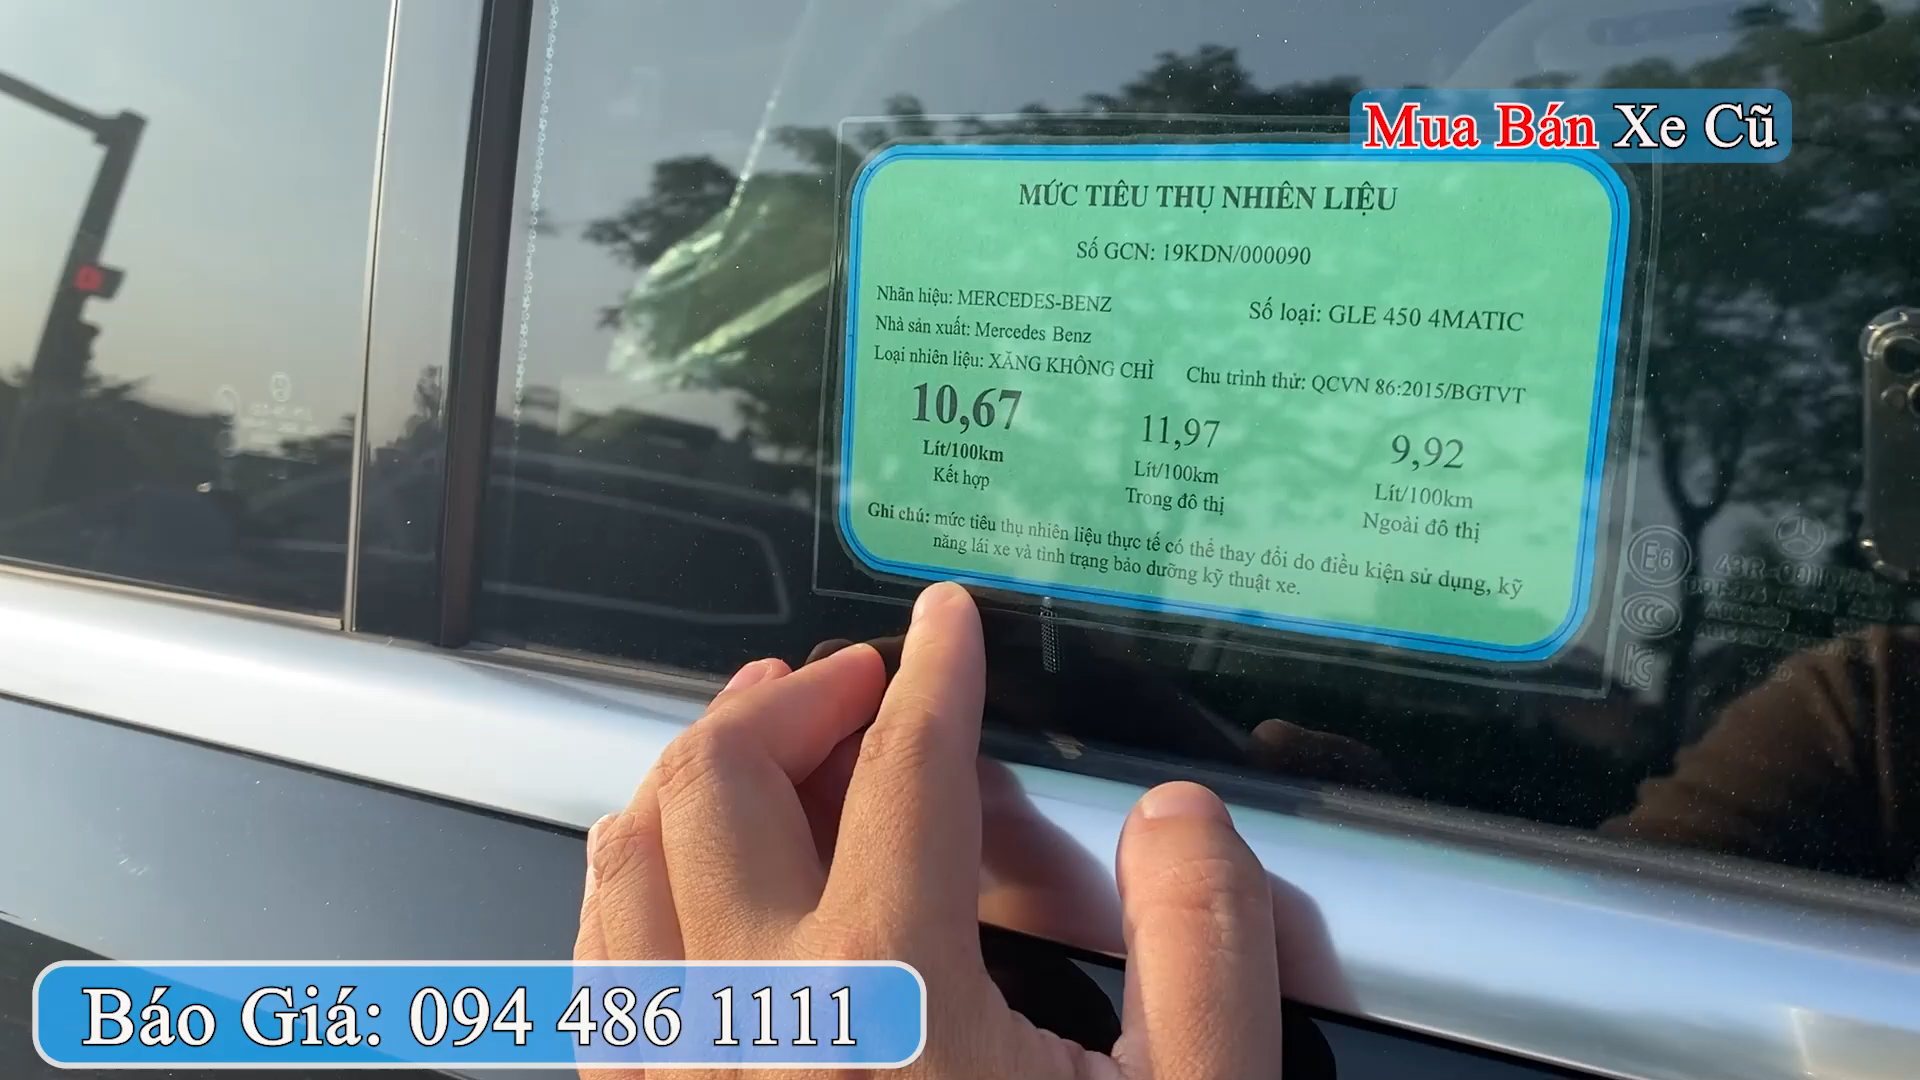 Mua Bán Xe Cũ
MỨC TIÊU THỤ NHIÊN LIỆU
Số GCN: 19KDN/000090
Nhãn hiệu: MERCEDES-BENZ
Số loại: GLE 450 4MATIC
Nhà sản xuất: Mercedes Benz
Loại nhiên liệu: XĂNG KHÔNG CHÌ
Chu trình thử: QCVN 86:2015/BGTVT
10,67
Lít/100km
Kết hợp
11,97
Lít/100km
Trong đô thị
9,92
Lít/100km
Ngoài đô thị
Ghi chú: mức tiêu thụ nhiên liệu thực tế có thể thay đổi do điều kiện sử dụng, kỹ
năng lái xe và tình trạng bảo dưỡng kỹ thuật xe.
E6
Báo Giá: 094 486 1111